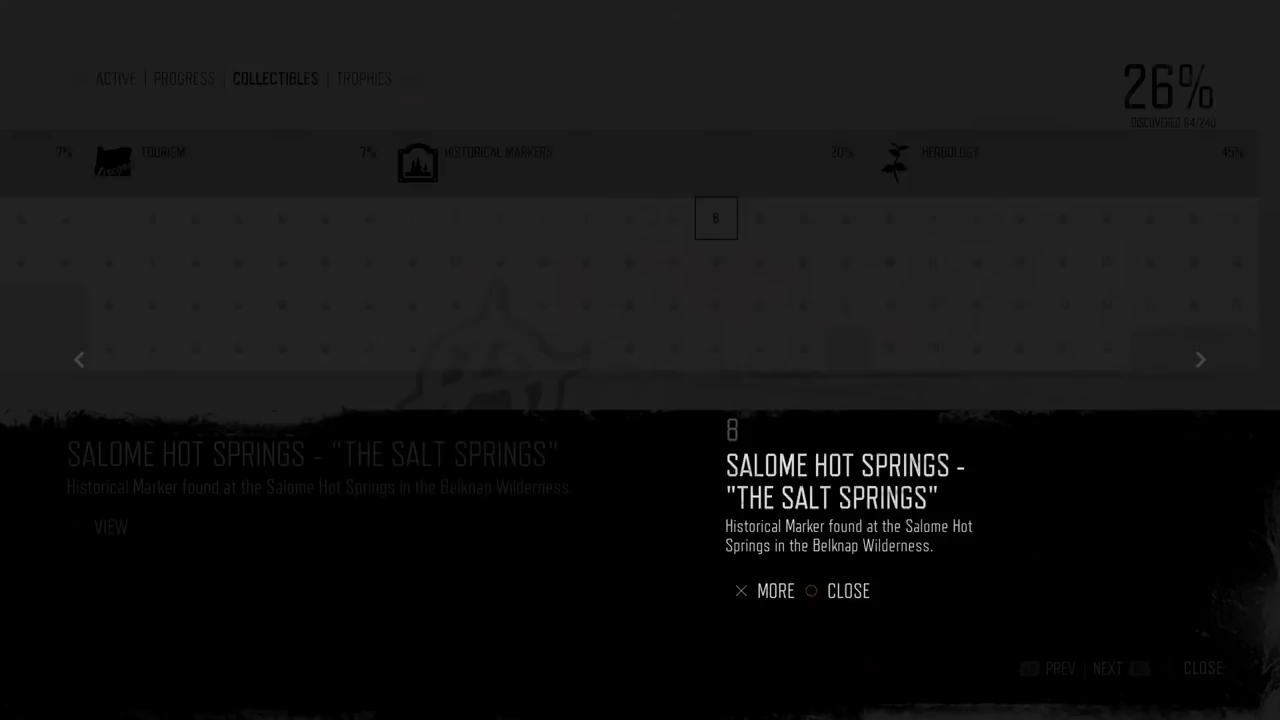 ACTIVE | PROGRESS | COLLECTIBLES | TROPHIES
26%
DISCOVERED 64/240
7% TOURISM 7% HISTORICAL MARKERS 20% HERBOLOGY 45%
8
SALOME HOT SPRINGS - "THE SALT SPRINGS"
Historical Marker found at the Salome Hot Springs in the Belknap Wilderness.
VIEW
8
SALOME HOT SPRINGS -
"THE SALT SPRINGS"
Historical Marker found at the Salome Hot
Springs in the Belknap Wilderness.
MORE CLOSE
PREV | NEXT CLOSE